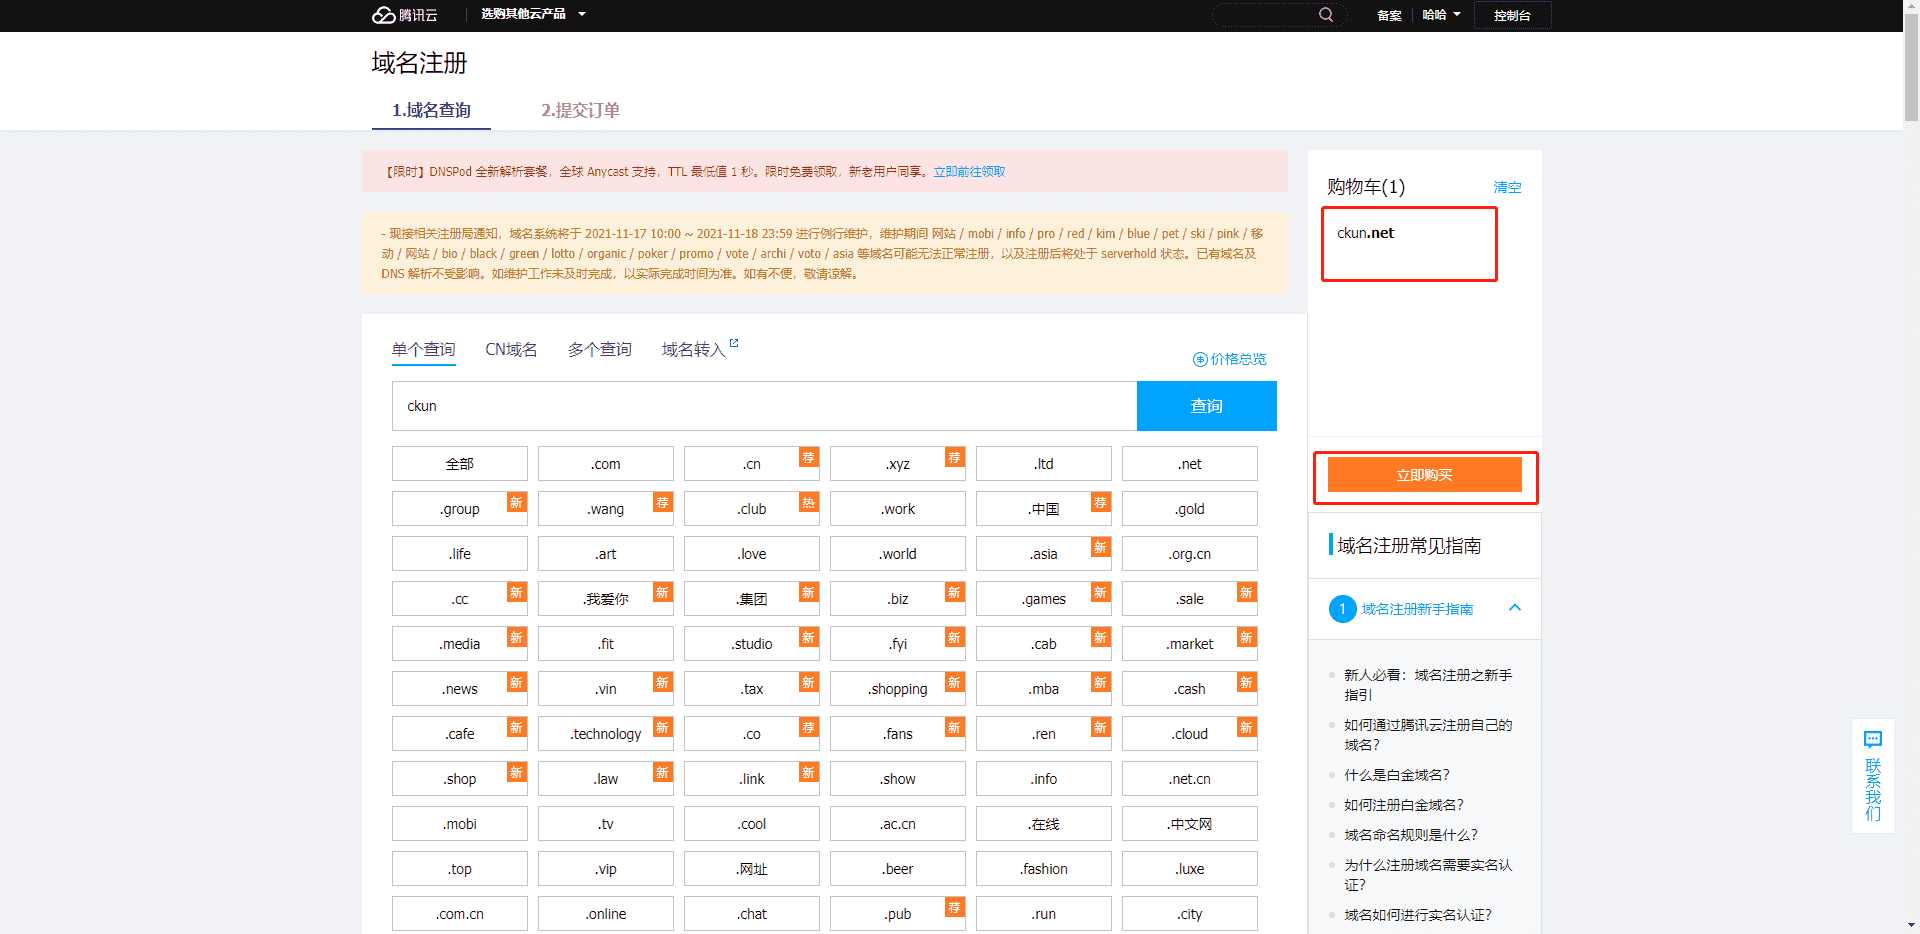 腾讯云
选购其他云产品
备案
哈哈
控制台
域名注册
1.域名查询
2.提交订单
【限时】DNSPod 全新解析套餐，全球 Anycast 支持，TTL 最低值 1 秒。限时免费领取，新老用户同享。立即前往领取
- 现接相关注册局通知，域名系统将于 2021-11-17 10:00 ~ 2021-11-18 23:59 进行例行维护，维护期间 网站 / mobi / info / pro / red / kim / blue / pet / ski / pink / 移
动 / 网站 / bio / black / green / lotto / organic / poker / promo / vote / archi / voto / asia 等域名可能无法正常注册，以及注册后将处于 serverhold 状态。已有域名及
DNS 解析不受影响。如维护工作未及时完成，以实际完成时间为准。如有不便，敬请谅解。
单个查询
CN域名
多个查询
域名转入
价格总览
ckun
查询
全部
.com
.cn 荐
.xyz 荐
.ltd
.net
.group 新
.wang 荐
.club 热
.work
.中国 荐
.gold
.life
.art
.love
.world
.asia 新
.org.cn
.cc 新
.我爱你 新
.集团 新
.biz 新
.games 新
.sale 新
.media 新
.fit
.studio 新
.fyi 新
.cab 新
.market 新
.news 新
.vin 新
.tax 新
.shopping 新
.mba 新
.cash 新
.cafe 新
.technology 新
.co 荐
.fans 新
.ren 新
.cloud 新
.shop 新
.law 新
.link 新
.show
.info
.net.cn
.mobi
.tv
.cool
.ac.cn
.在线
.中文网
.top
.vip
.网址
.beer
.fashion
.luxe
.com.cn
.online
.chat
.pub 荐
.run
.city
购物车(1)
清空
ckun.net
立即购买
域名注册常见指南
1 域名注册新手指南
新人必看：域名注册之新手
指引
如何通过腾讯云注册自己的
域名？
什么是白金域名？
如何注册白金域名？
域名命名规则是什么？
为什么注册域名需要实名认
证？
域名如何进行实名认证？
联系我们